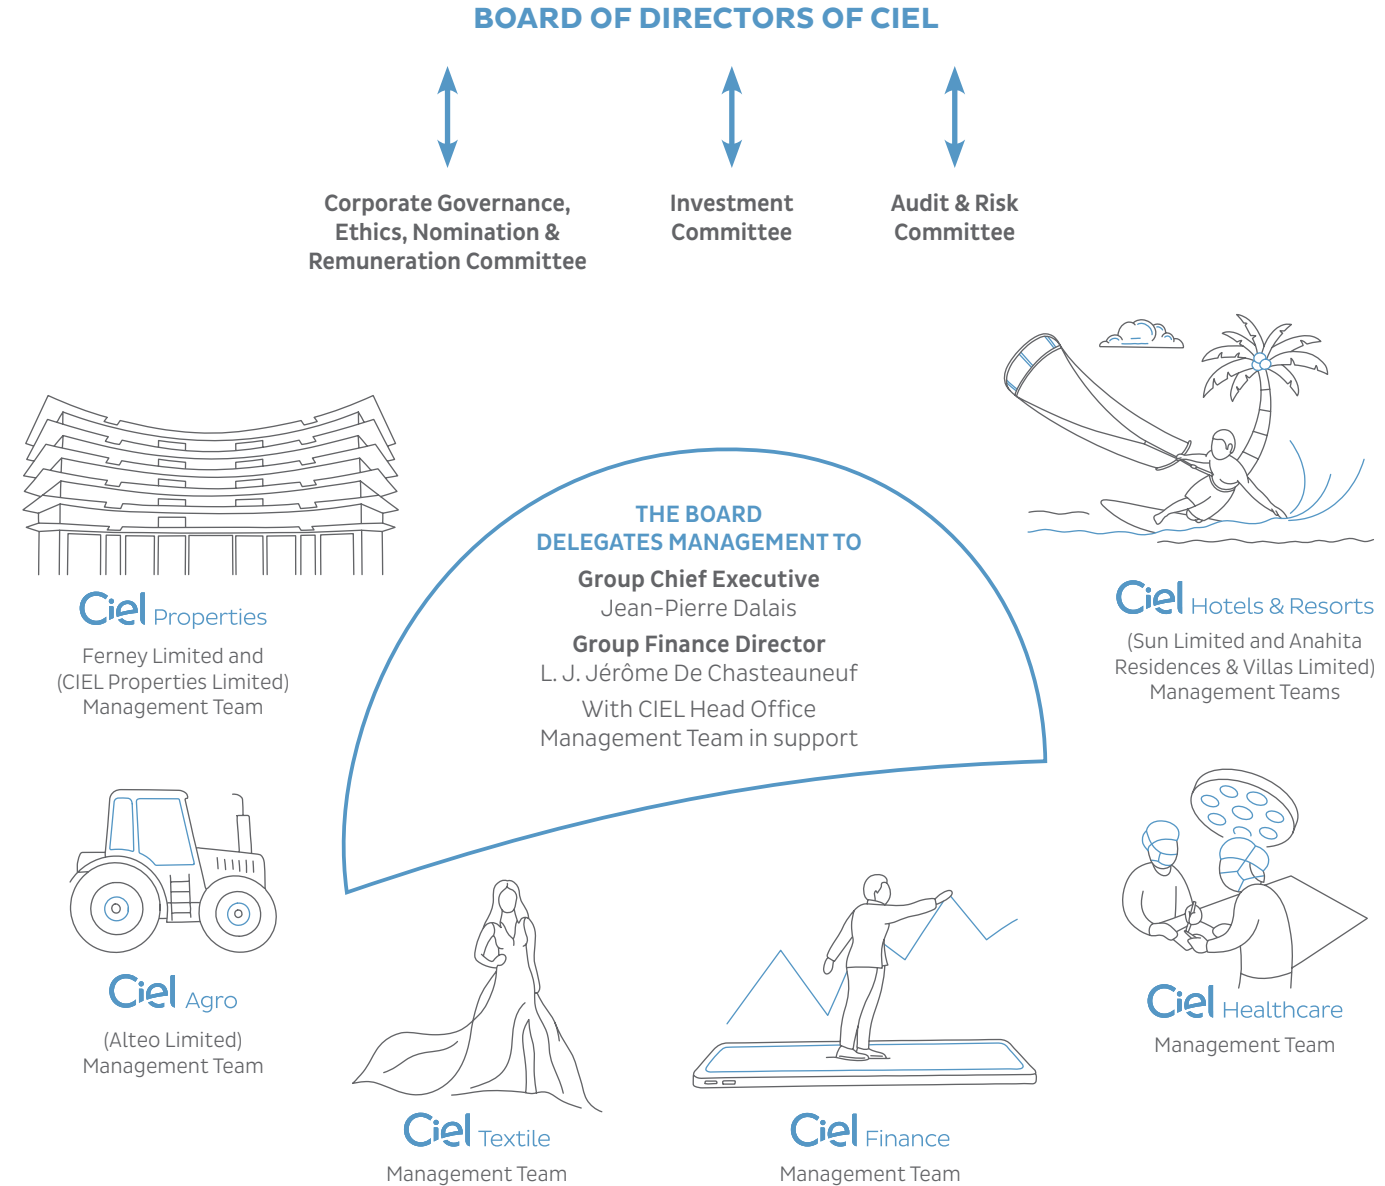 BOARD OF DIRECTORS OF CIEL
Corporate Governance,
Ethics, Nomination &
Remuneration Committee
Investment
Committee
Audit & Risk
Committee
THE BOARD
DELEGATES MANAGEMENT TO
Group Chief Executive
Jean-Pierre Dalais
Group Finance Director
L. J. Jérôme De Chasteauneuf
With CIEL Head Office
Management Team in support
Ciel Properties
Ferney Limited and
(CIEL Properties Limited)
Management Team
Ciel Hotels & Resorts
(Sun Limited and Anahita
Residences & Villas Limited)
Management Teams
Ciel Agro
(Alteo Limited)
Management Team
Ciel Healthcare
Management Team
Ciel Textile
Management Team
Ciel Finance
Management Team